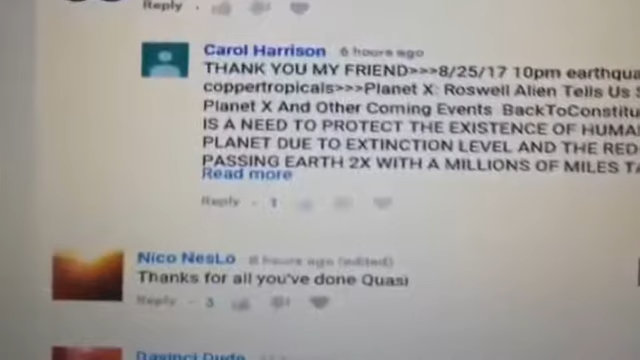 Reply
Carol Harrison 6 hours ago
THANK YOU MY FRIEND>>>8/25/17 10pm earthqua
coppertropicals>>>Planet X: Roswell Alien Tells Us
Planet X And Other Coming Events BackToConstitu
IS A NEED TO PROTECT THE EXISTENCE OF HUMA
PLANET DUE TO EXTINCTION LEVEL AND THE RED
PASSING EARTH 2X WITH A MILLIONS OF MILES TA
Read more
Reply 1
Nico NesLo 8 hours ago (edited)
Thanks for all you've done Quasi
Reply 3
Davinci Dude